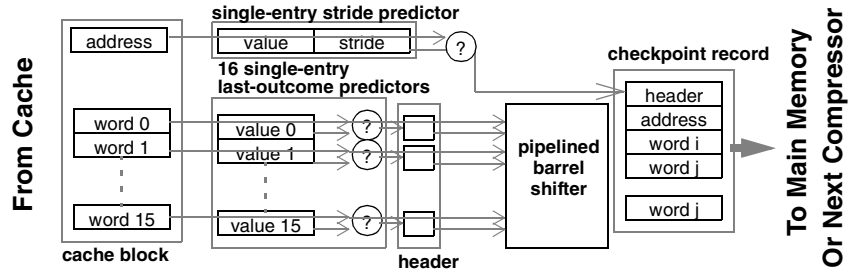 From Cache
address
word 0
word 1
word 15
cache block
single-entry stride predictor
value
stride
?
16 single-entry
last-outcome predictors
value 0
?
value 1
?
value 15
?
header
pipelined
barrel
shifter
checkpoint record
header
address
word i
word j
word j
To Main Memory
Or Next Compressor